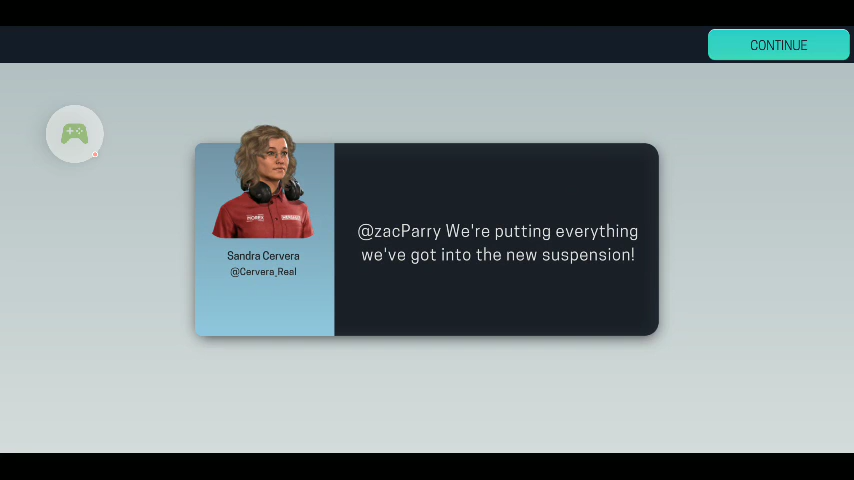 CONTINUE
@zacParry We're putting everything
we've got into the new suspension!
Sandra Cervera
@Cervera_Real